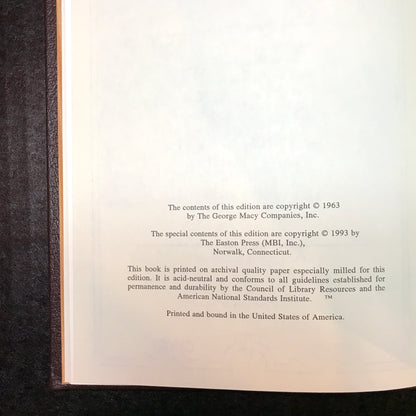 The contents of this edition are copyright © 1963
by The George Macy Companies, Inc.
The special contents of this edition are copyright © 1993 by
The Easton Press (MBI, Inc.),
Norwalk, Connecticut.
This book is printed on archival quality paper especially milled for this
edition. It is acid-neutral and conforms to all guidelines established for
permanence and durability by the Council of Library Resources and the
American National Standards Institute. ™
Printed and bound in the United States of America.